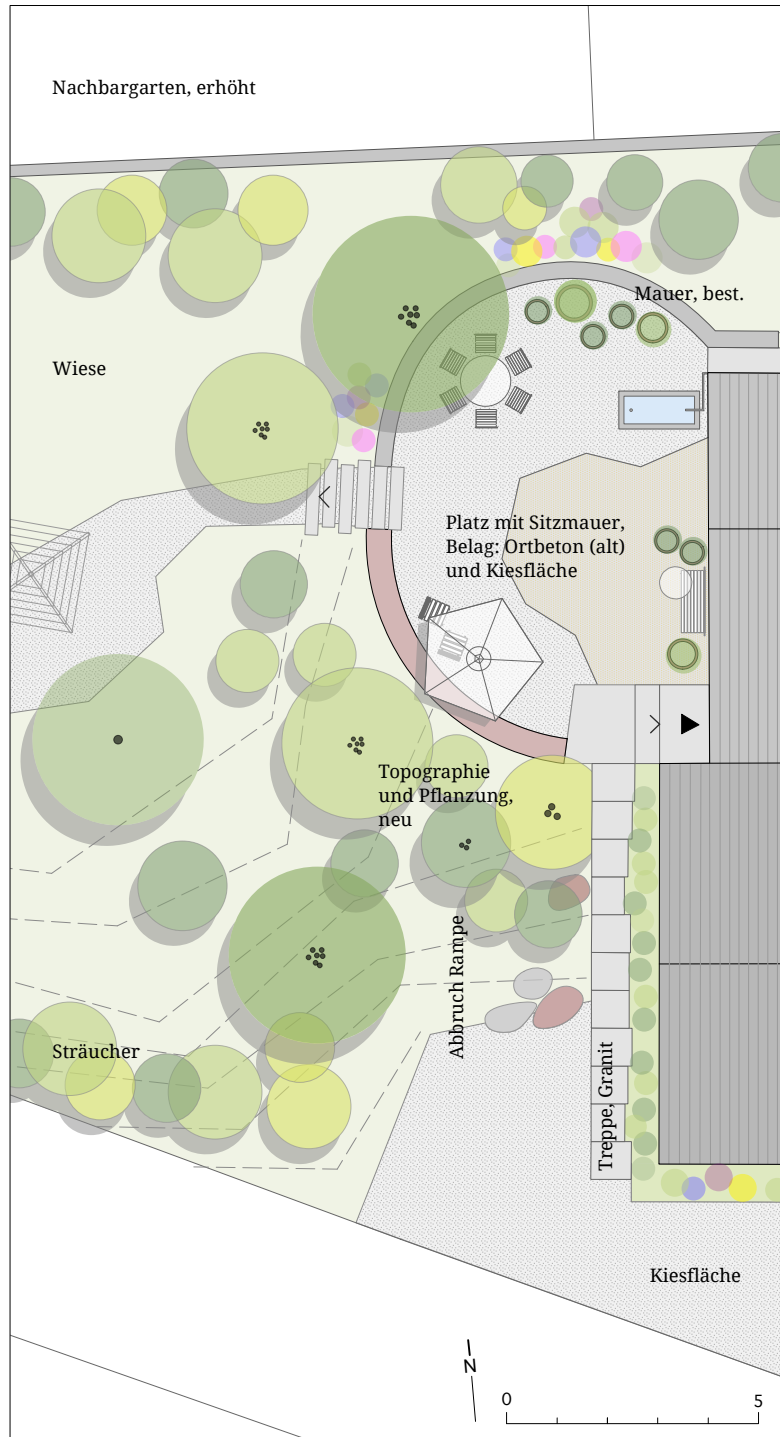 Nachbargarten, erhöht
Mauer, best.
Wiese
Platz mit Sitzmauer,
Belag: Ortbeton (alt)
und Kiesfläche
Topographie
und Pflanzung,
neu
Abbruch Rampe
Sträucher
Treppe, Granit
Kiesfläche
N
0 5